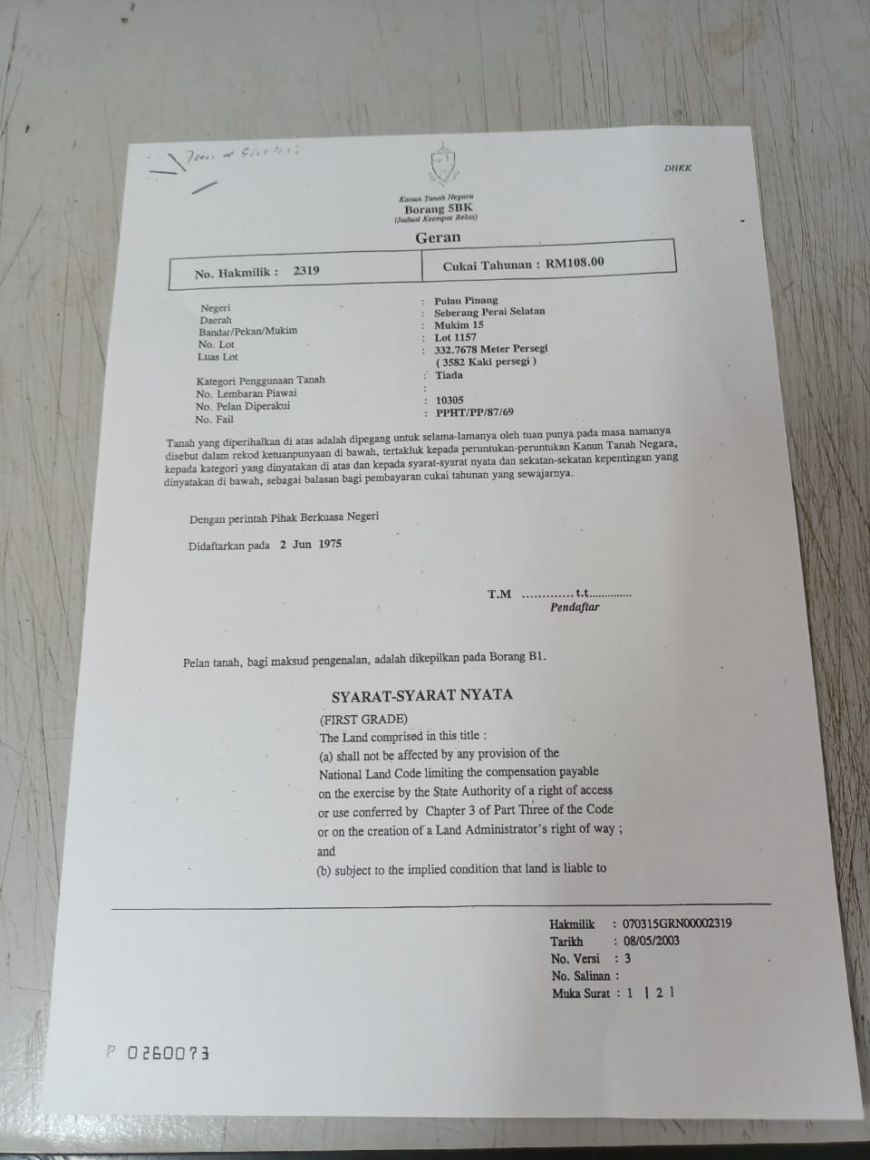 DHKK
Kanun Tanah Negara
Borang 5BK
(Jadual Keempat Belas)
Geran
No. Hakmilik : 2319
Cukai Tahunan : RM108.00
Negeri : Pulau Pinang
Daerah : Seberang Perai Selatan
Bandar/Pekan/Mukim : Mukim 15
No. Lot : Lot 1157
Luas Lot : 332.7678 Meter Persegi
( 3582 Kaki persegi )
Kategori Penggunaan Tanah : Tiada
No. Lembaran Piawai :
No. Pelan Diperakui : 10305
No. Fail : PPHT/PP/87/69
Tanah yang diperihalkan di atas adalah dipegang untuk selama-lamanya oleh tuan punya pada masa namanya
disebut dalam rekod ketuanpunyaan di bawah, tertakluk kepada peruntukan-peruntukan Kanun Tanah Negara,
kepada kategori yang dinyatakan di atas dan kepada syarat-syarat nyata dan sekatan-sekatan kepentingan yang
dinyatakan di bawah, sebagai balasan bagi pembayaran cukai tahunan yang sewajarnya.
Dengan perintah Pihak Berkuasa Negeri
Didaftarkan pada 2 Jun 1975
T.M .............t.t..............
Pendaftar
Pelan tanah, bagi maksud pengenalan, adalah dikepilkan pada Borang B1.
SYARAT-SYARAT NYATA
(FIRST GRADE)
The Land comprised in this title :
(a) shall not be affected by any provision of the
National Land Code limiting the compensation payable
on the exercise by the State Authority of a right of access
or use conferred by Chapter 3 of Part Three of the Code
or on the creation of a Land Administrator's right of way ;
and
(b) subject to the implied condition that land is liable to
Hakmilik : 070315GRN00002319
Tarikh : 08/05/2003
No. Versi : 3
No. Salinan :
Muka Surat : 1 [ 2 ]
P 0260073